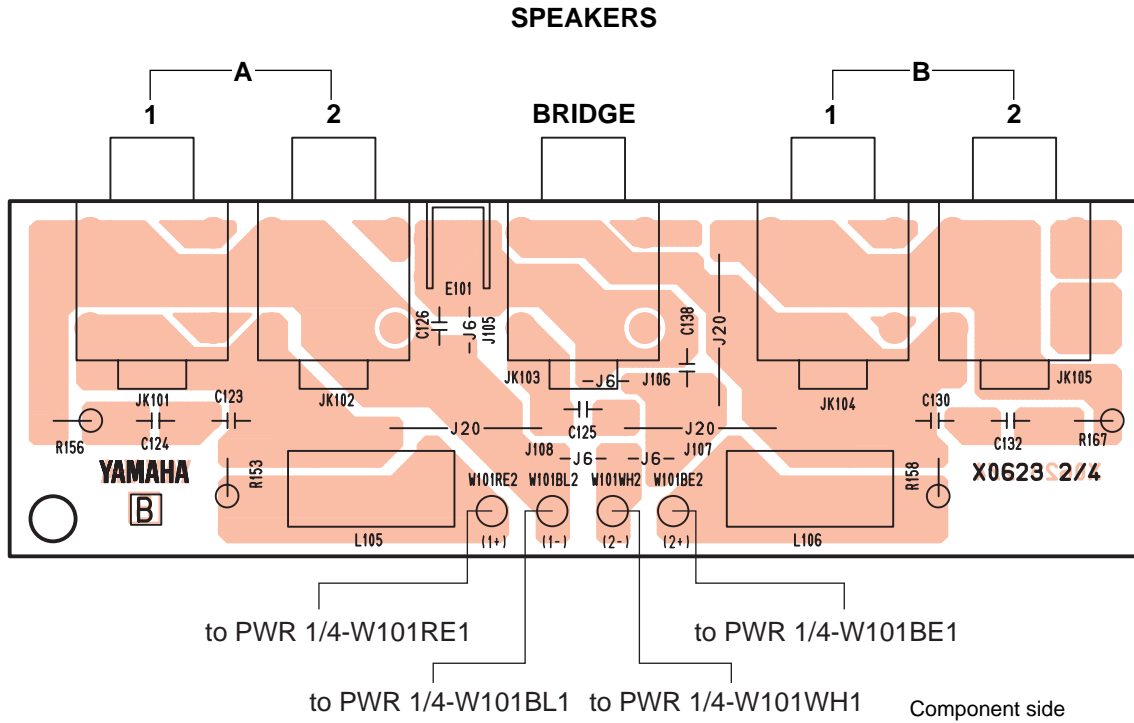 SPEAKERS
A
B
1
2
BRIDGE
1
2
E101
C126
J6
J105
C138
J20
JK101
C123
JK102
JK103
J6
J106
JK104
C130
JK105
R156
C124
J20
J108
C125
J20
J107
C132
R167
YAMAHA
B
R153
J6
J6
R158
X0623 2/4
W101RE2
W101BL2
W101WH2
W101BE2
L105
(1+)
(1-)
(2-)
(2+)
L106
to PWR 1/4-W101RE1
to PWR 1/4-W101BE1
to PWR 1/4-W101BL1
to PWR 1/4-W101WH1
Component side